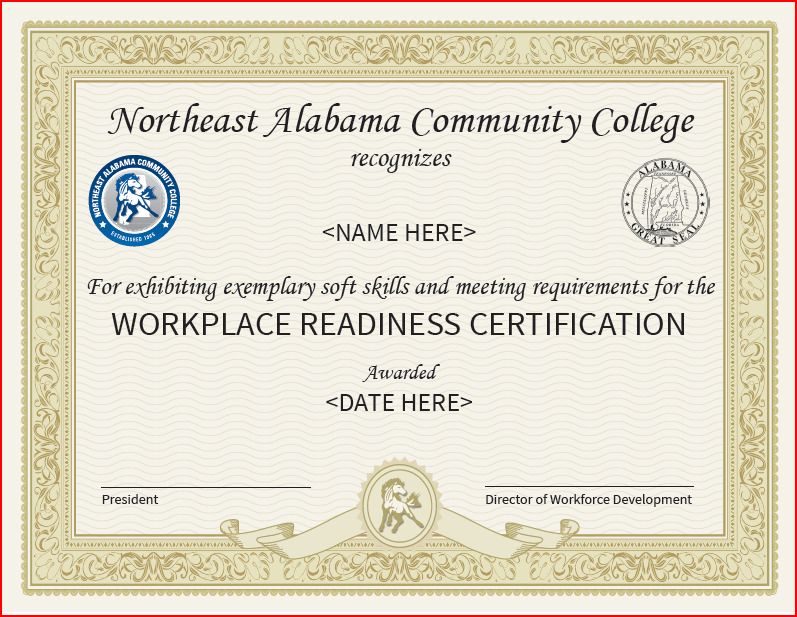 Northeast Alabama Community College
recognizes
NORTHEAST ALABAMA COMMUNITY COLLEGE
ESTABLISHED 1964
ALABAMA
GREAT SEAL
<NAME HERE>
For exhibiting exemplary soft skills and meeting requirements for the
WORKPLACE READINESS CERTIFICATION
Awarded
<DATE HERE>
President
Director of Workforce Development